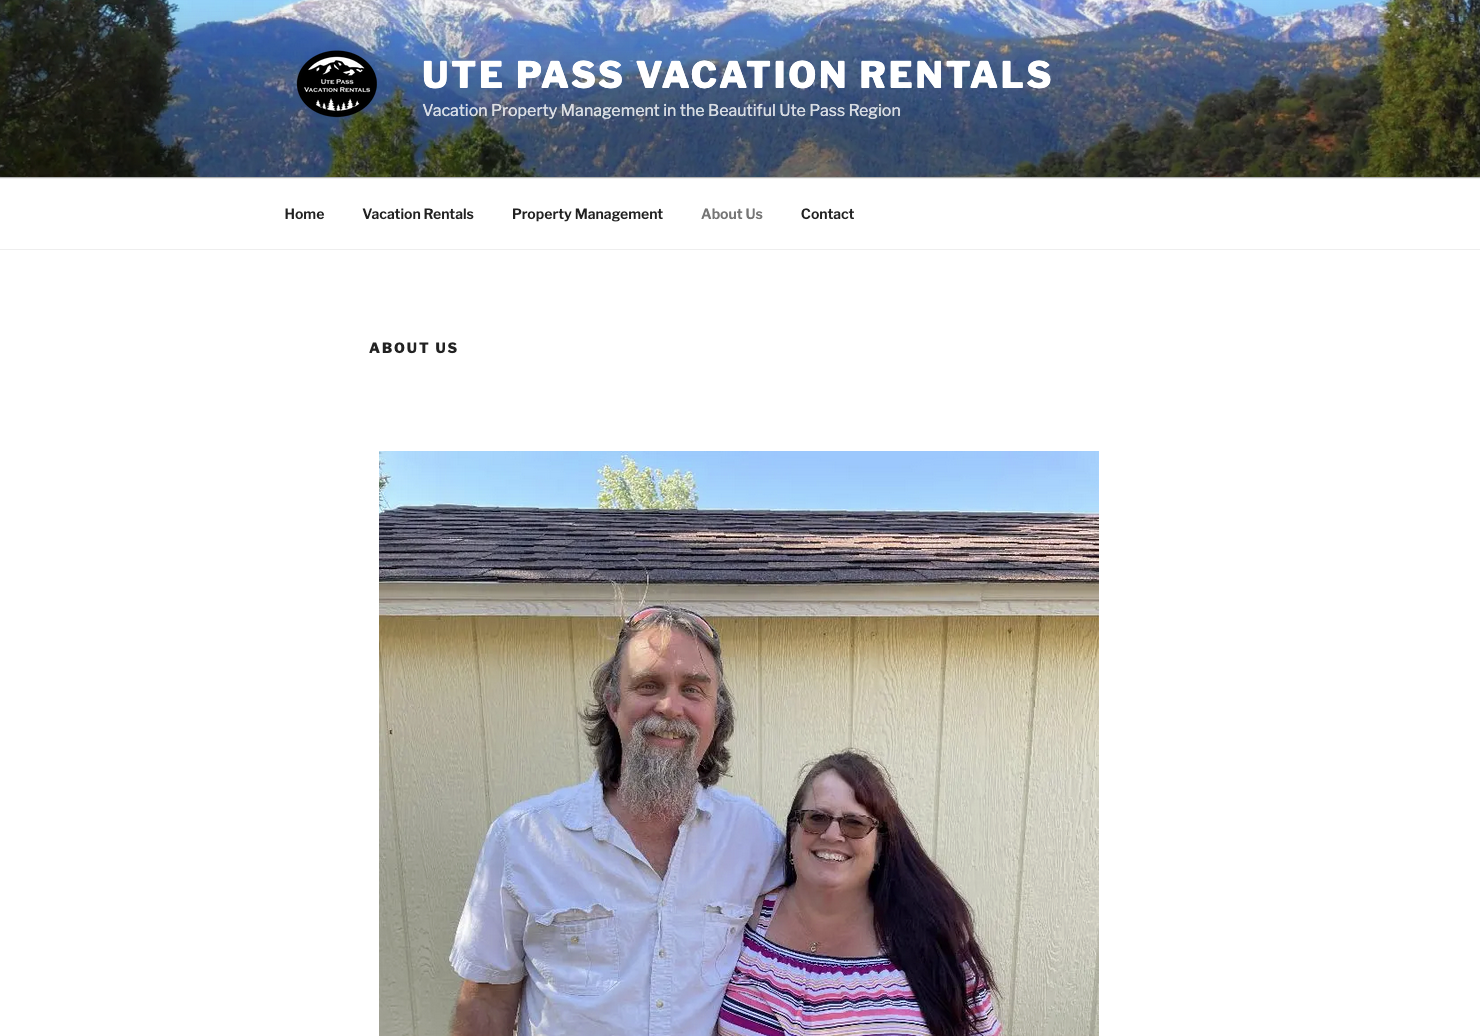 UTE PASS
VACATION RENTALS
UTE PASS VACATION RENTALS
Vacation Property Management in the Beautiful Ute Pass Region
Home
Vacation Rentals
Property Management
About Us
Contact
ABOUT US